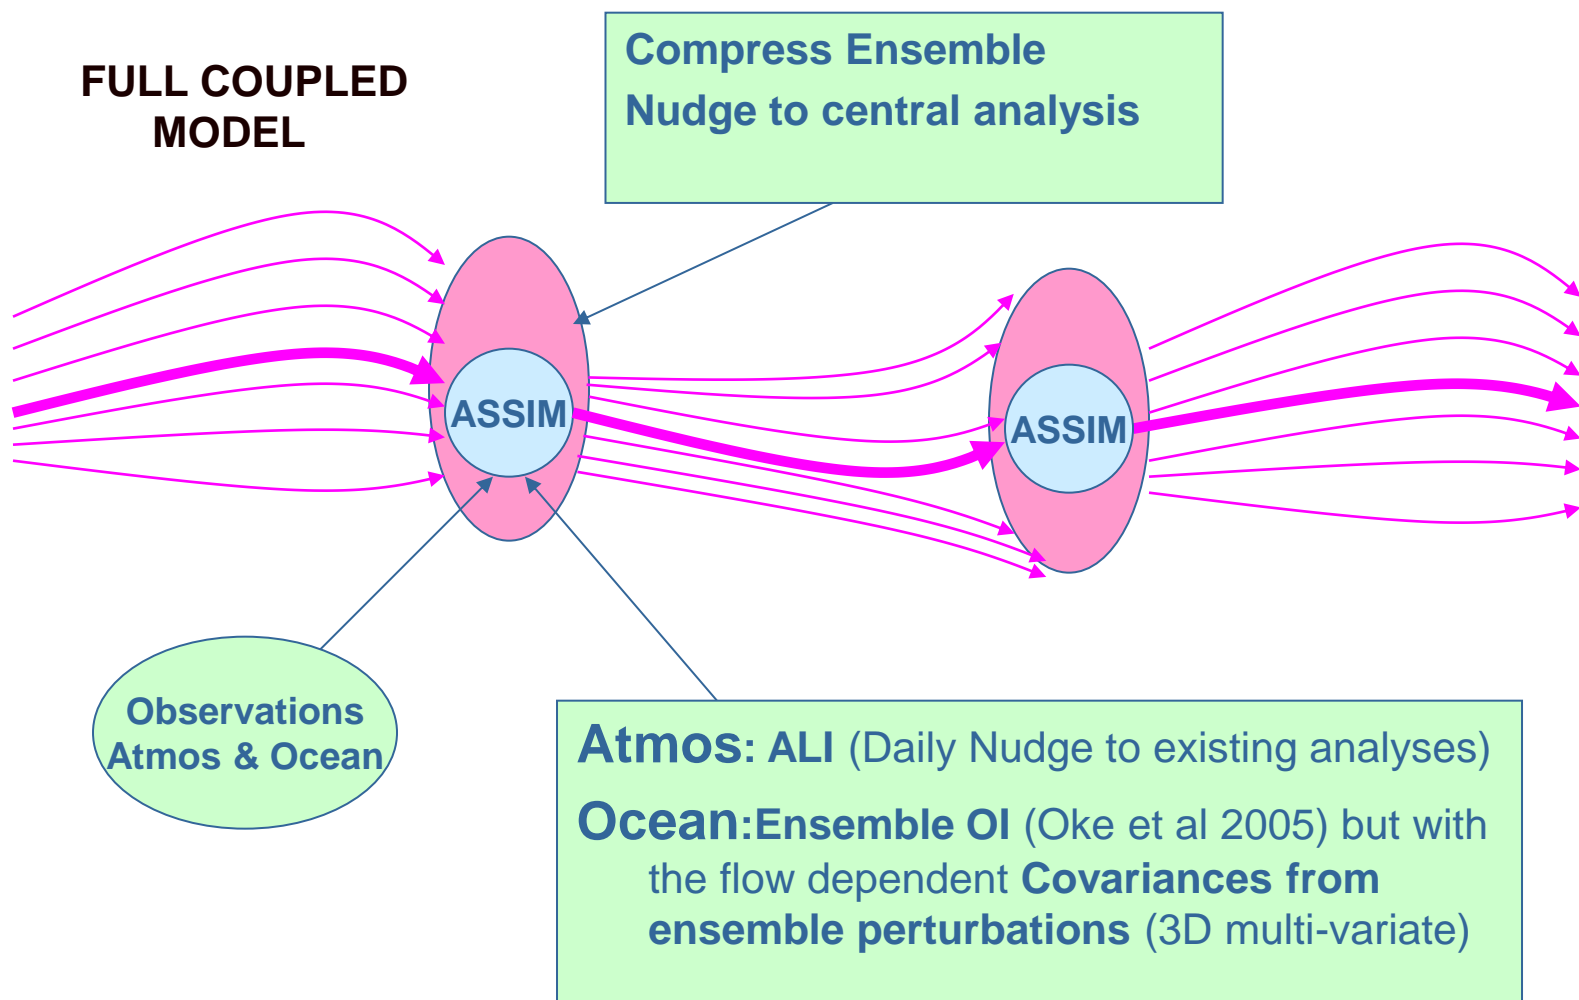 FULL COUPLED
MODEL
Compress Ensemble
Nudge to central analysis
ASSIM
ASSIM
Observations
Atmos & Ocean
Atmos: ALI (Daily Nudge to existing analyses)
Ocean:Ensemble OI (Oke et al 2005) but with
the flow dependent Covariances from
ensemble perturbations (3D multi-variate)